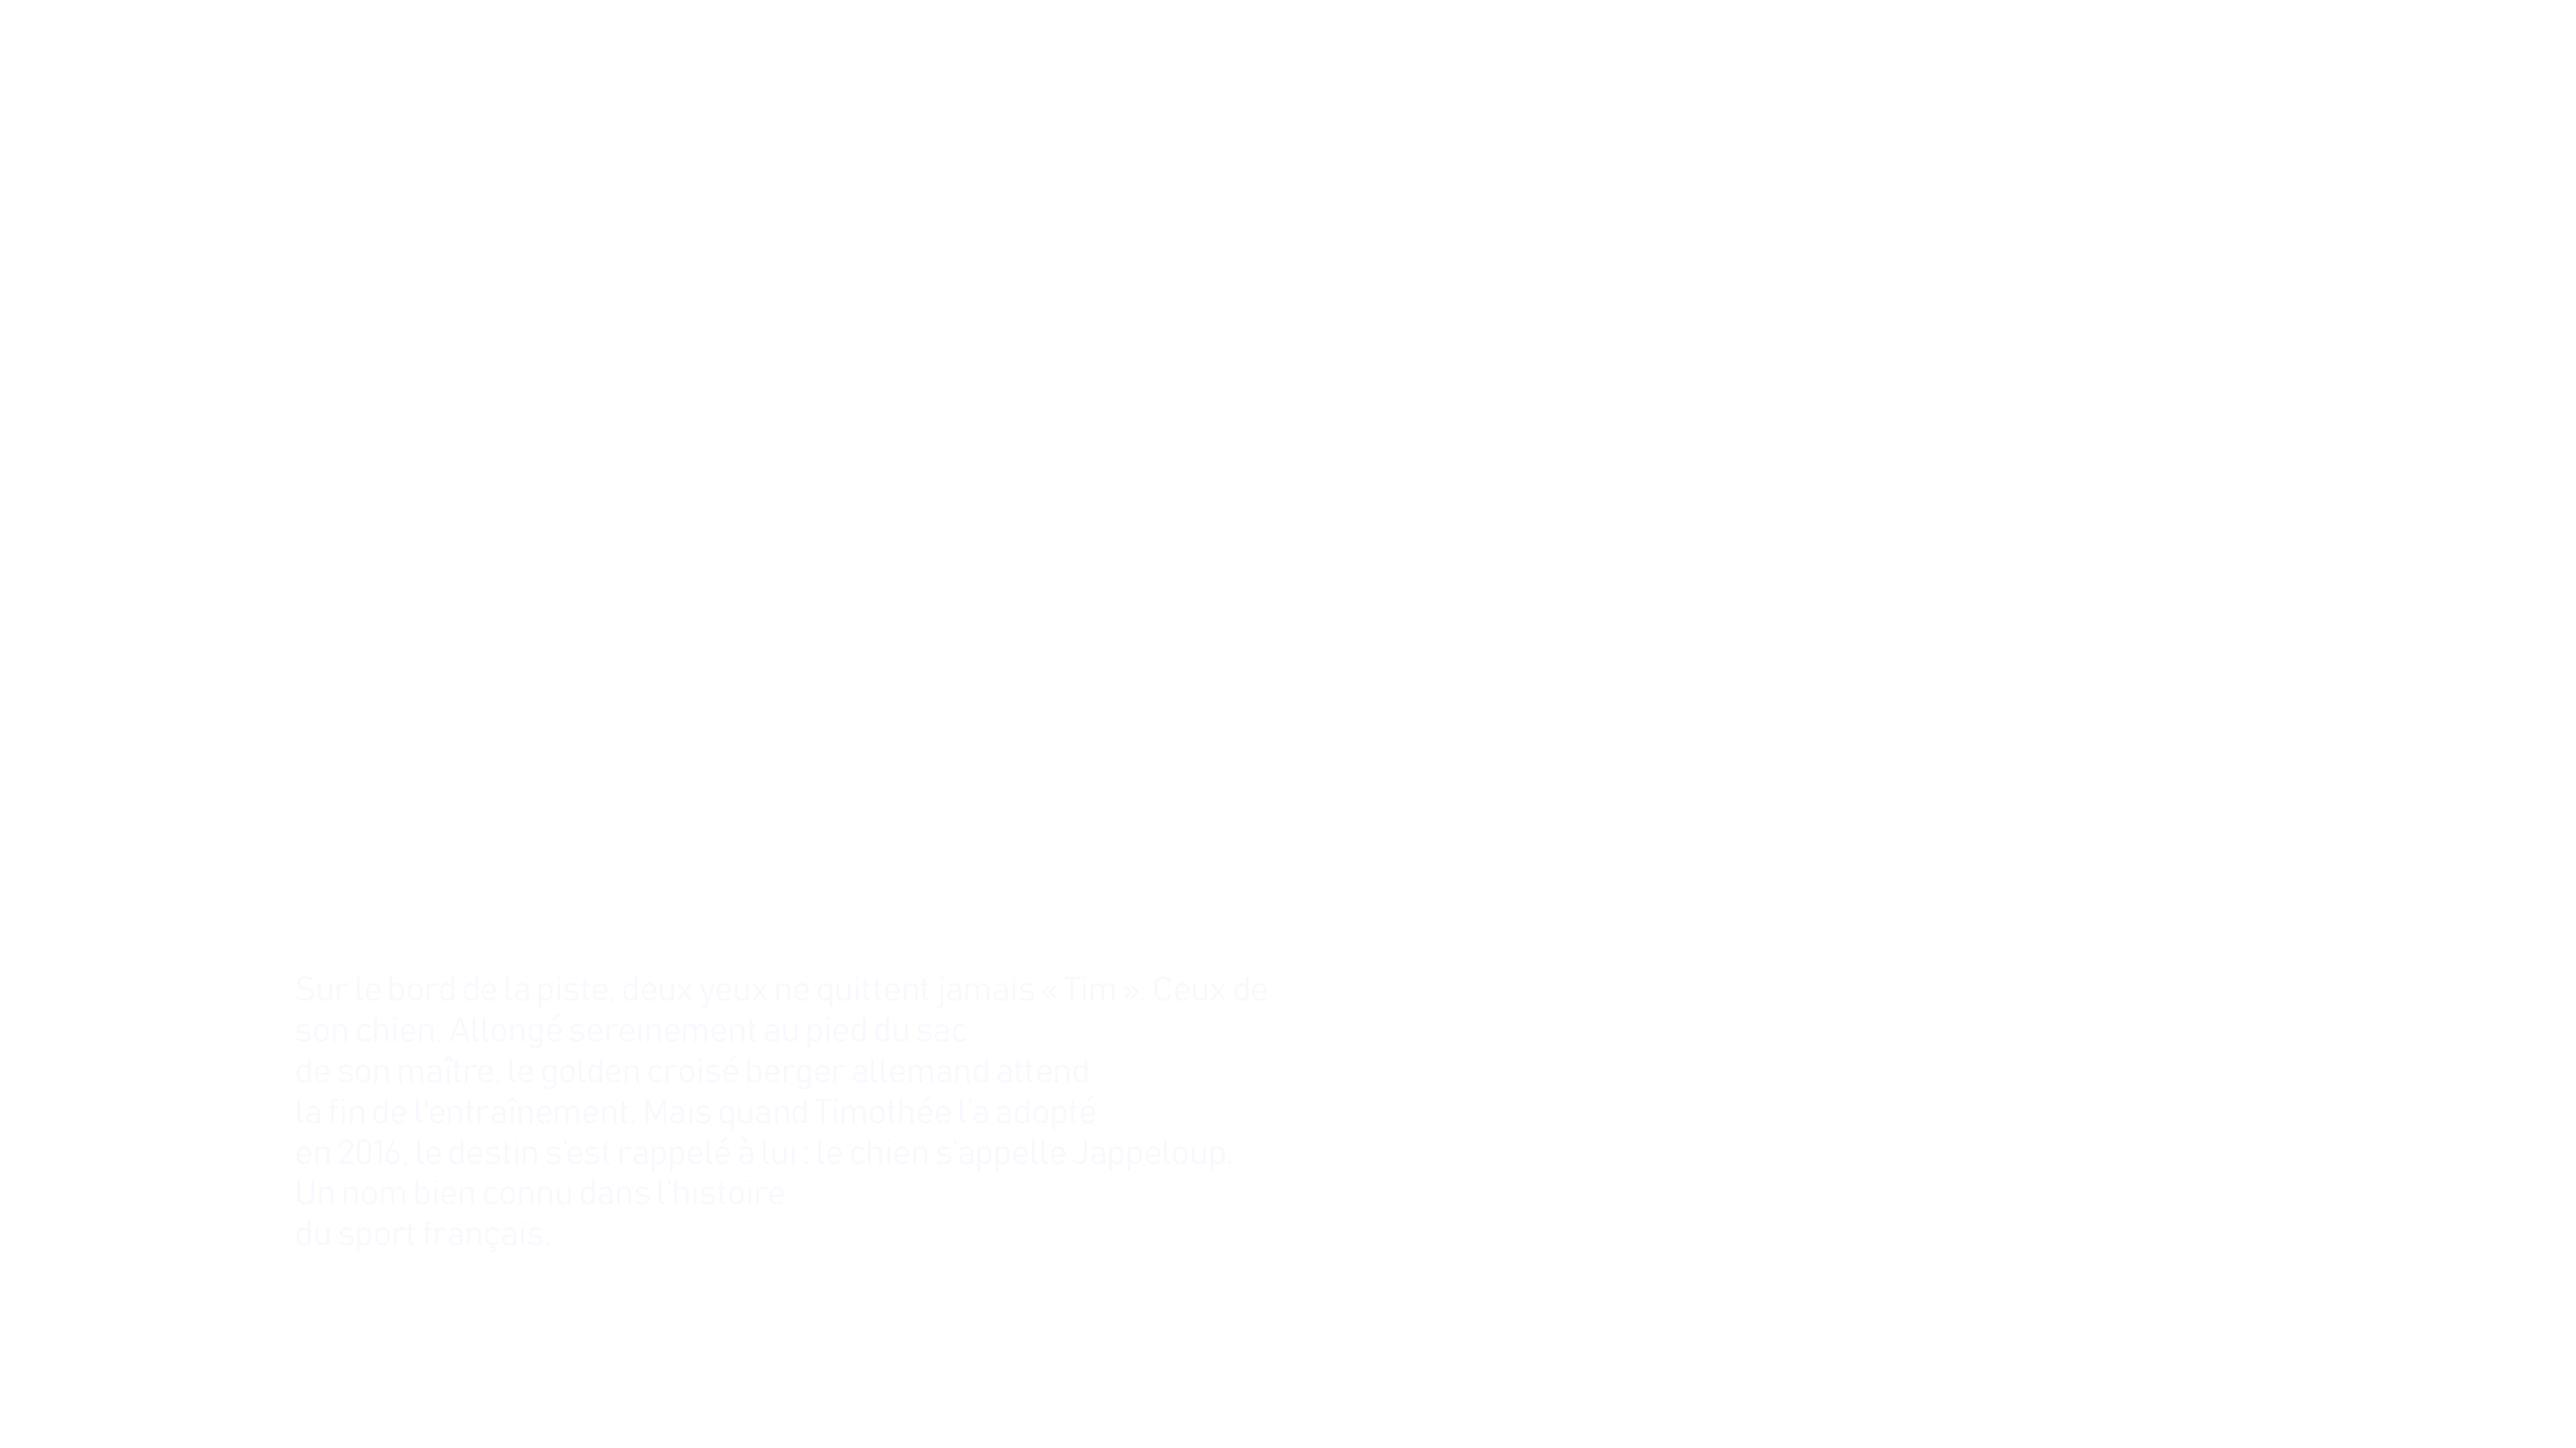 Sur le bord de la piste, deux yeux ne quittent jamais « Tim ». Ceux de
son chien. Allongé sereinement au pied du sac
de son maître, le golden croisé berger allemand attend
la fin de l'entraînement. Mais quand Timothée l'a adopté
en 2016, le destin s'est rappelé à lui : le chien s'appelle Jappeloup.
Un nom bien connu dans l'histoire
du sport français.